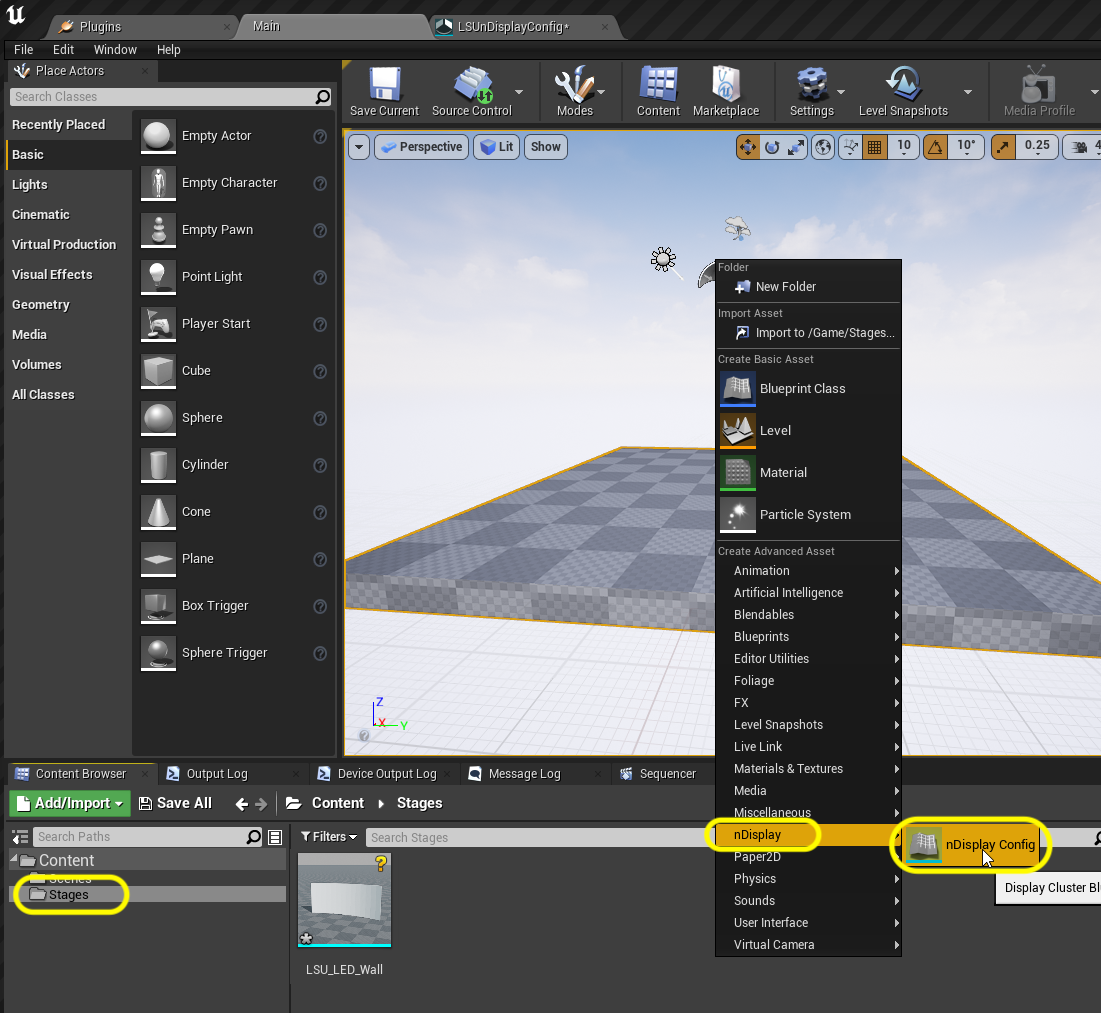 Plugins
Main
LSUnDisplayConfig*
File Edit Window Help
Place Actors
Search Classes
Recently Placed
Basic
Lights
Cinematic
Virtual Production
Visual Effects
Geometry
Media
Volumes
All Classes
Empty Actor
Empty Character
Empty Pawn
Point Light
Player Start
Cube
Sphere
Cylinder
Cone
Plane
Box Trigger
Sphere Trigger
Save Current
Source Control
Modes
Content
Marketplace
Settings
Level Snapshots
Media Profile
Perspective
Lit
Show
10
10°
0.25
4
Z
X
Y
Folder
New Folder
Import Asset
Import to /Game/Stages...
Create Basic Asset
Blueprint Class
Level
Material
Particle System
Create Advanced Asset
Animation
Artificial Intelligence
Blendables
Blueprints
Editor Utilities
Foliage
FX
Level Snapshots
Live Link
Materials & Textures
Media
Miscellaneous
nDisplay
Paper2D
Physics
Sounds
User Interface
Virtual Camera
nDisplay Config
Display Cluster Bl
Content Browser
Output Log
Device Output Log
Message Log
Sequencer
Add/Import
Save All
Content
Stages
Search Paths
Filters
Search Stages
Content
Scenes
Stages
LSU_LED_Wall